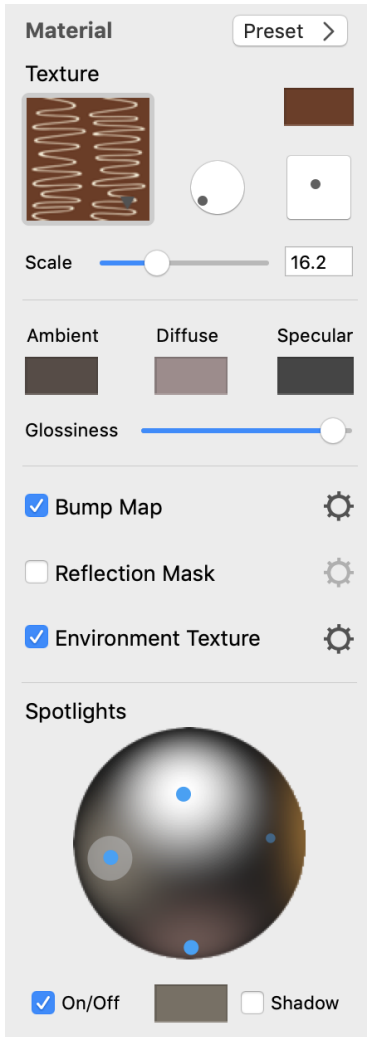 Material Preset
Texture
Scale 16.2
Ambient Diffuse Specular
Glossiness
Bump Map
Reflection Mask
Environment Texture
Spotlights
On/Off Shadow